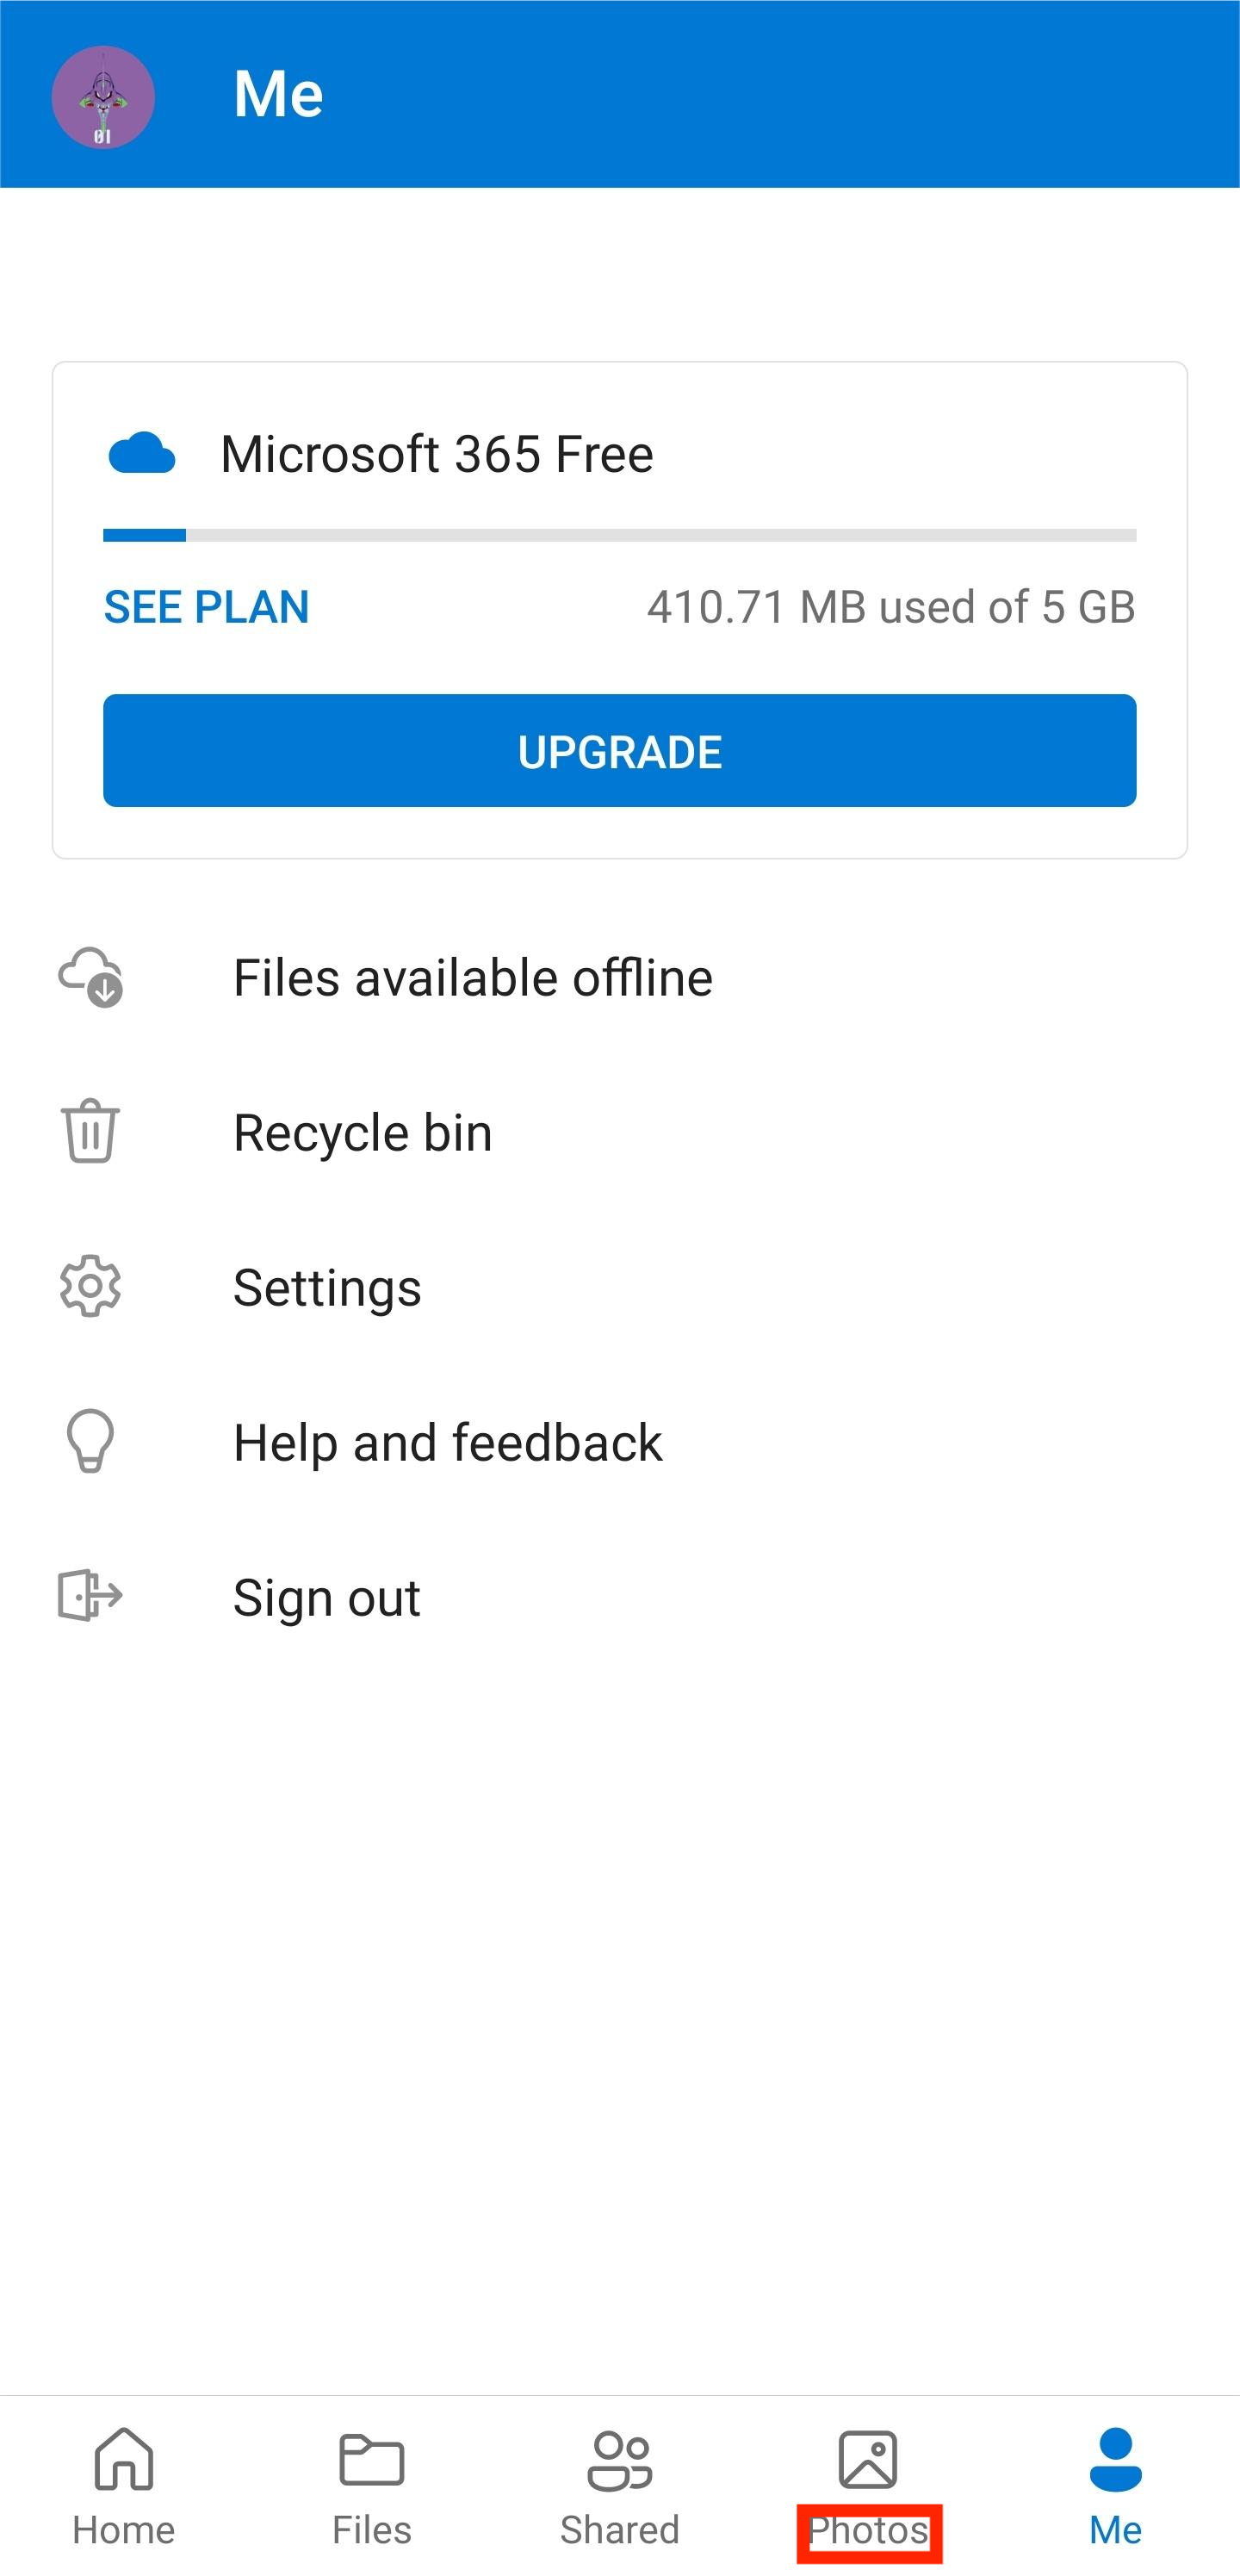 01
Me
Microsoft 365 Free
SEE PLAN 410.71 MB used of 5 GB
UPGRADE
Files available offline
Recycle bin
Settings
Help and feedback
Sign out
Home Files Shared Photos Me